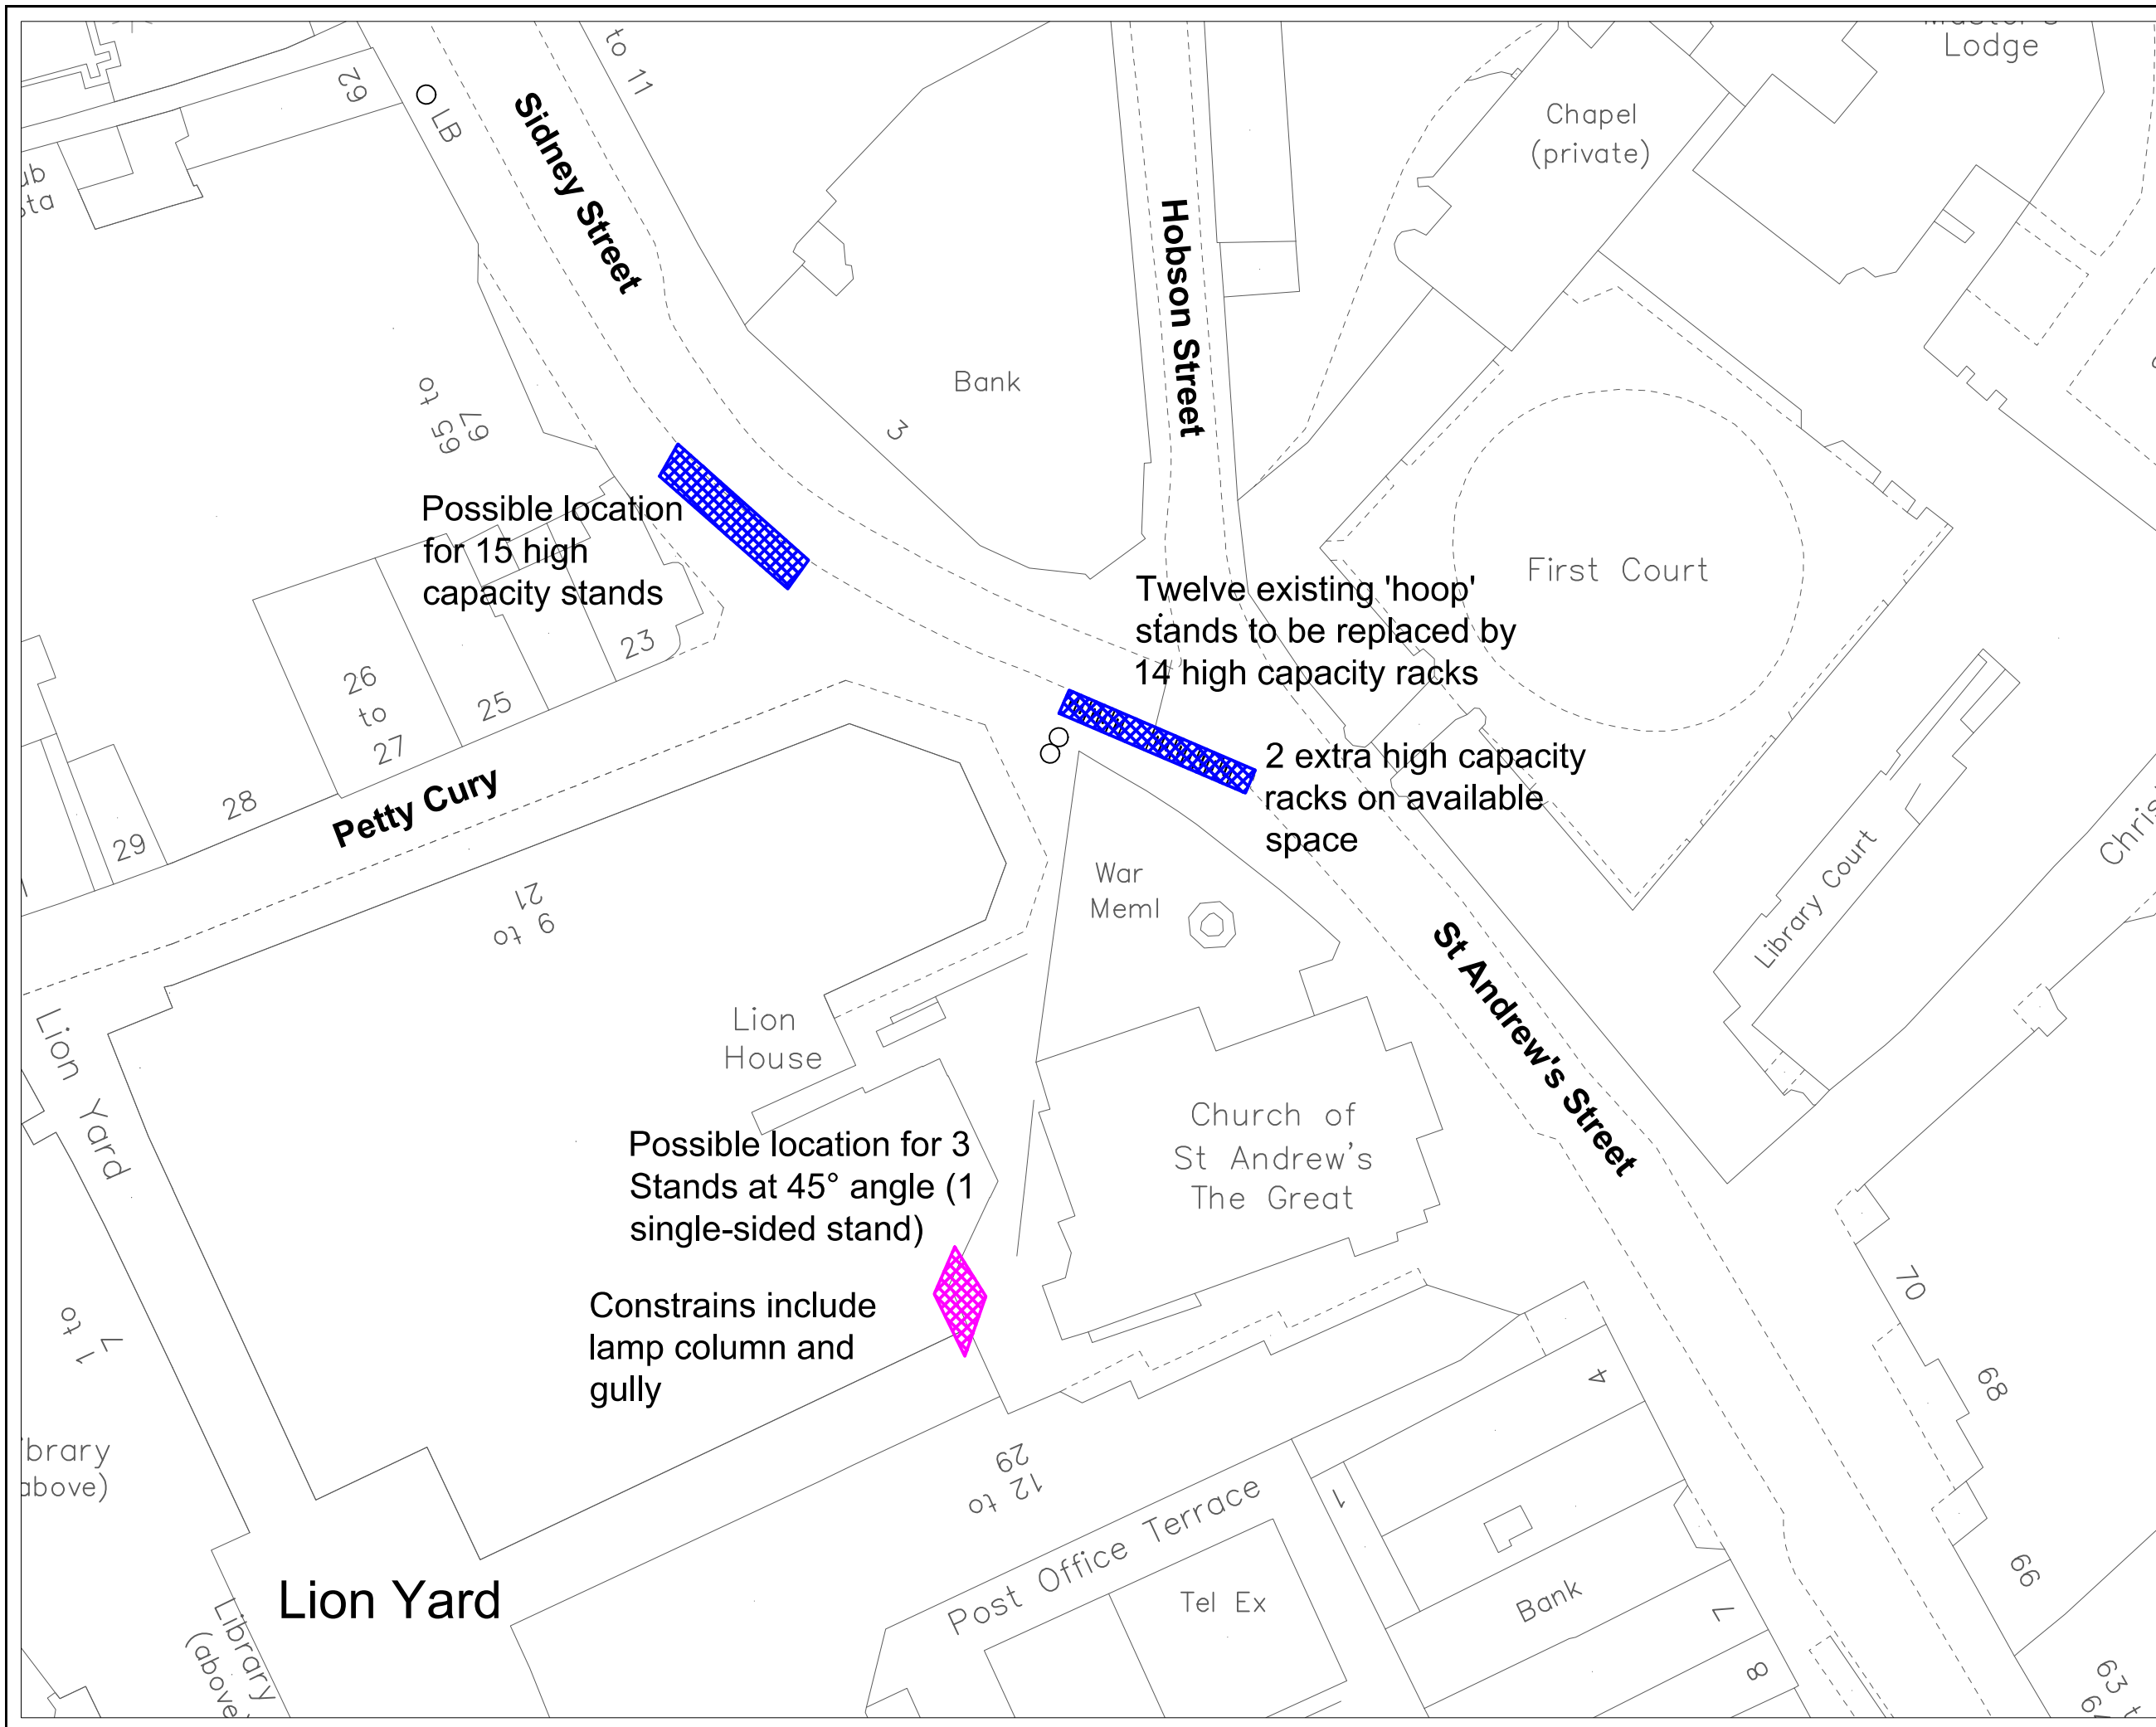 Lodge
to 11
62
LB
Sidney Street
Chapel
(private)
Hobson Street
Bank
3
65 to
67
Possible location
for 15 high
capacity stands
First Court
Twelve existing 'hoop'
stands to be replaced by
14 high capacity racks
23
26
to
27
25
28
29
Petty Cury
2 extra high capacity
racks on available
space
War
Meml
Library Court
St Andrew's Street
9 to
21
Lion
House
Lion Yard
Church of
St Andrew's
The Great
Possible location for 3
Stands at 45° angle (1
single-sided stand)
Constrains include
lamp column and
gully
1 to
7
70
68
66
4
(above)
12 to
29
1
Post Office Terrace
Tel Ex
Bank
7
8
Lion Yard
Library